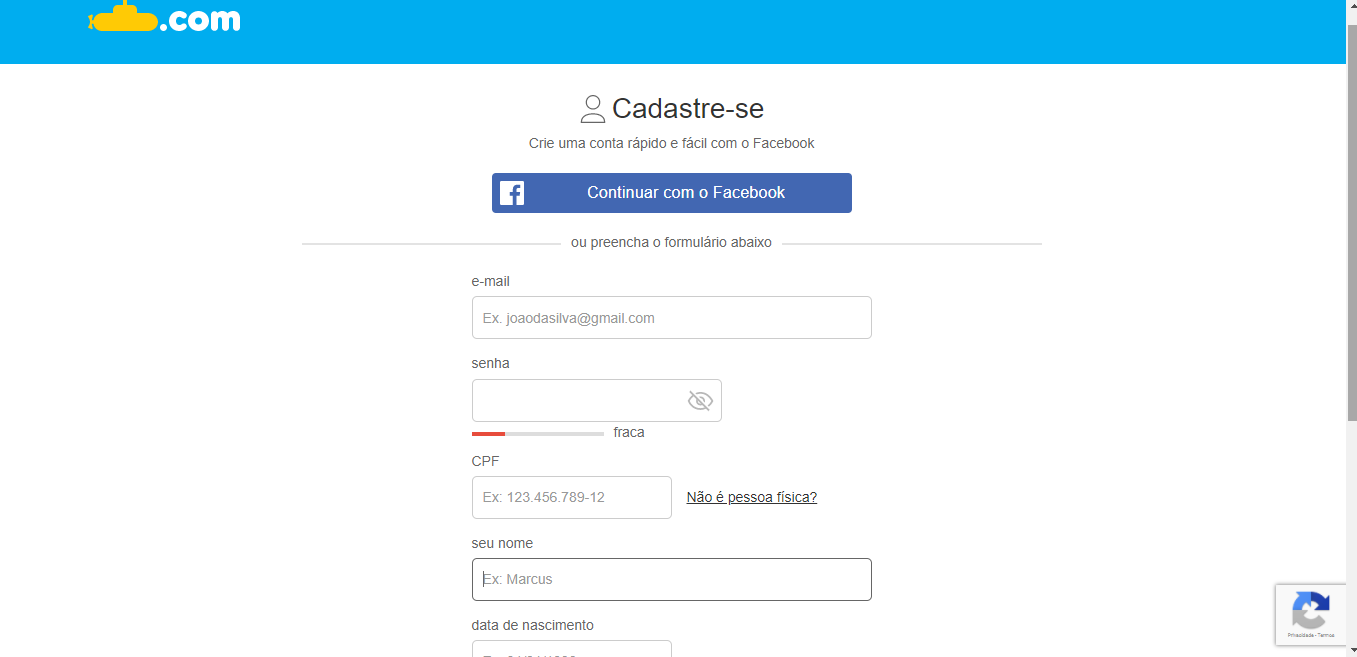 .com
Cadastre-se
Crie uma conta rápido e fácil com o Facebook
Continuar com o Facebook
ou preencha o formulário abaixo
e-mail
Ex. joaodasilva@gmail.com
senha
fraca
CPF
Ex: 123.456.789-12 Não é pessoa física?
seu nome
Ex: Marcus
data de nascimento
Privacidade - Termos